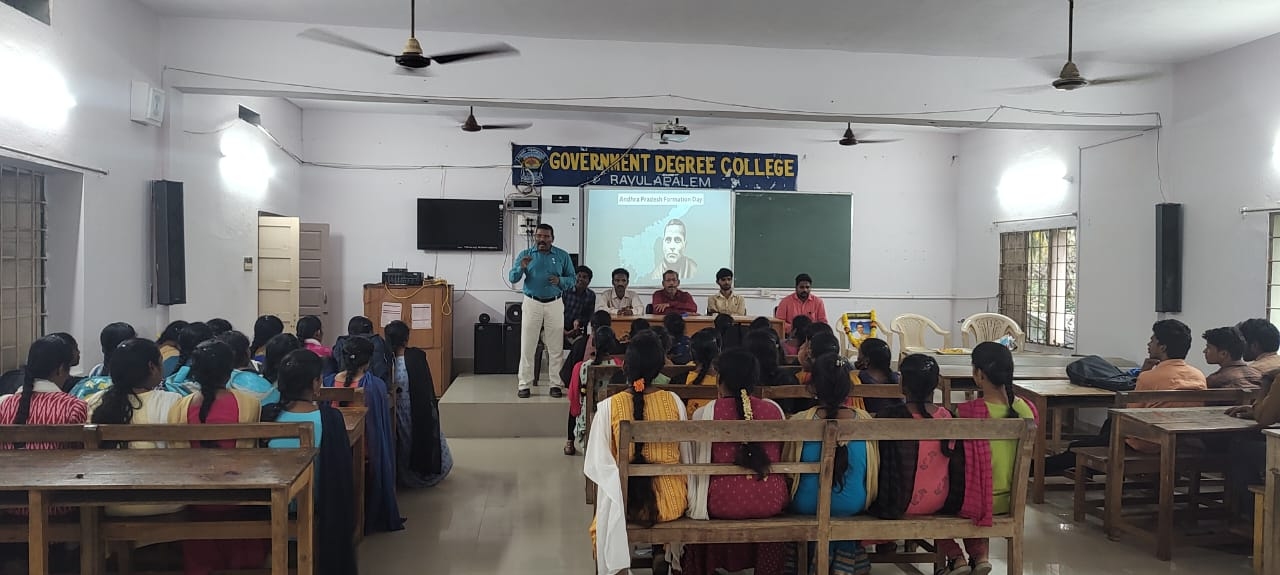 GOVERNMENT DEGREE COLLEGE
RAVULAPALEM
Andhra Pradesh Formation Day